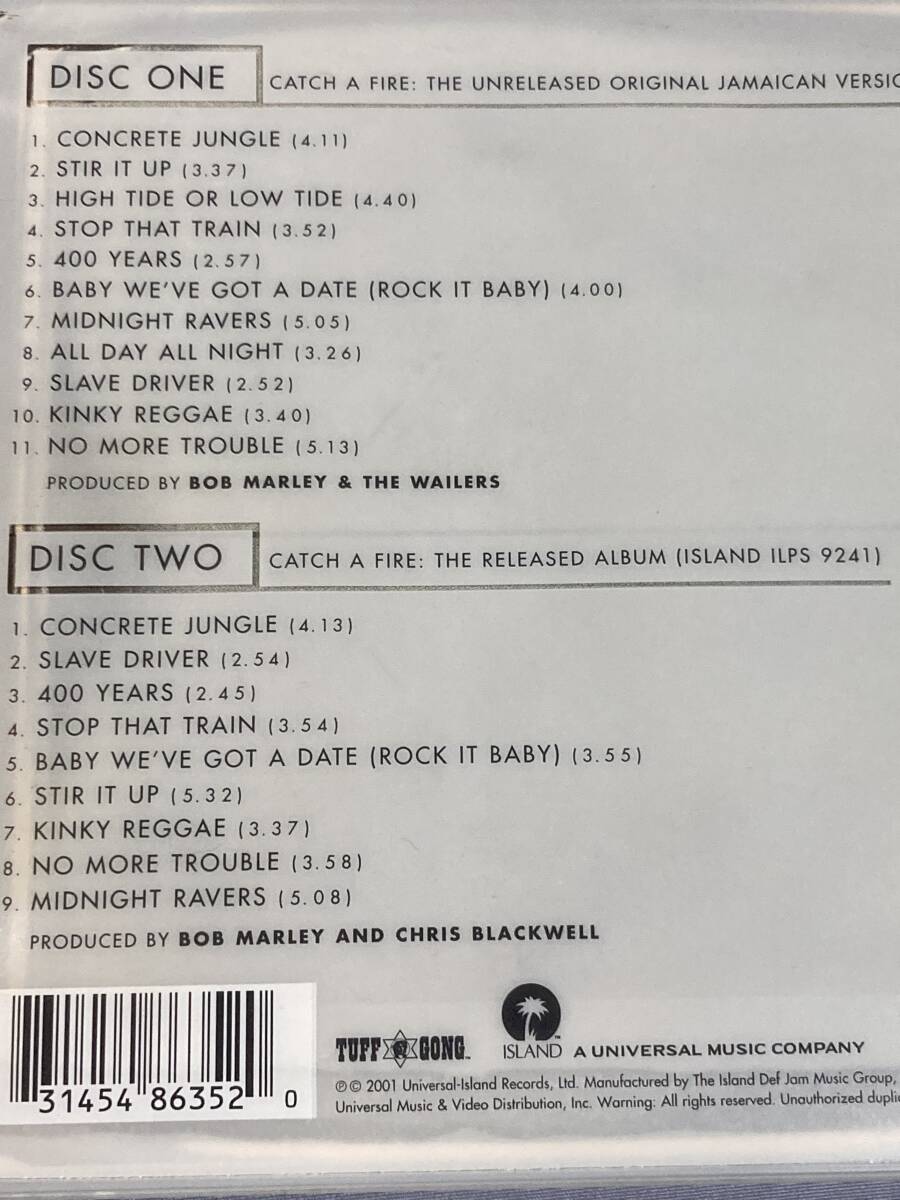 DISC ONE CATCH A FIRE: THE UNRELEASED ORIGINAL JAMAICAN
1. CONCRETE JUNGLE (4.11)
2. STIR IT UP (3.37)
3. HIGH TIDE OR LOW TIDE (4.40)
4. STOP THAT TRAIN (3.52)
5. 400 YEARS (2.57)
6. BABY WE'VE GOT A DATE (ROCK IT BABY) (4.00)
7. MIDNIGHT RAVERS (5.05)
8. ALL DAY ALL NIGHT (3.26)
9. SLAVE DRIVER (2.52)
10. KINKY REGGAE (3.40)
11. NO MORE TROUBLE (5.13)
PRODUCED BY BOB MARLEY & THE WAILERS
DISC TWO CATCH A FIRE: THE RELEASED ALBUM (ISLAND ILPS 9241)
1. CONCRETE JUNGLE (4.13)
2. SLAVE DRIVER (2.54)
3. 400 YEARS (2.45)
4. STOP THAT TRAIN (3.54)
5. BABY WE'VE GOT A DATE (ROCK IT BABY) (3.55)
6. STIR IT UP (5.32)
7. KINKY REGGAE (3.37)
8. NO MORE TROUBLE (3.58)
9. MIDNIGHT RAVERS (5.08)
PRODUCED BY BOB MARLEY AND CHRIS BLACKWELL
31454 86352 0
TUFF GONG™ ISLAND™ A UNIVERSAL MUSIC COMPANY
℗© 2001 Universal-Island Records, Ltd. Manufactured by The Island Def Jam Music Group,
Universal Music & Video Distribution, Inc. Warning: All rights reserved. Unauthorized